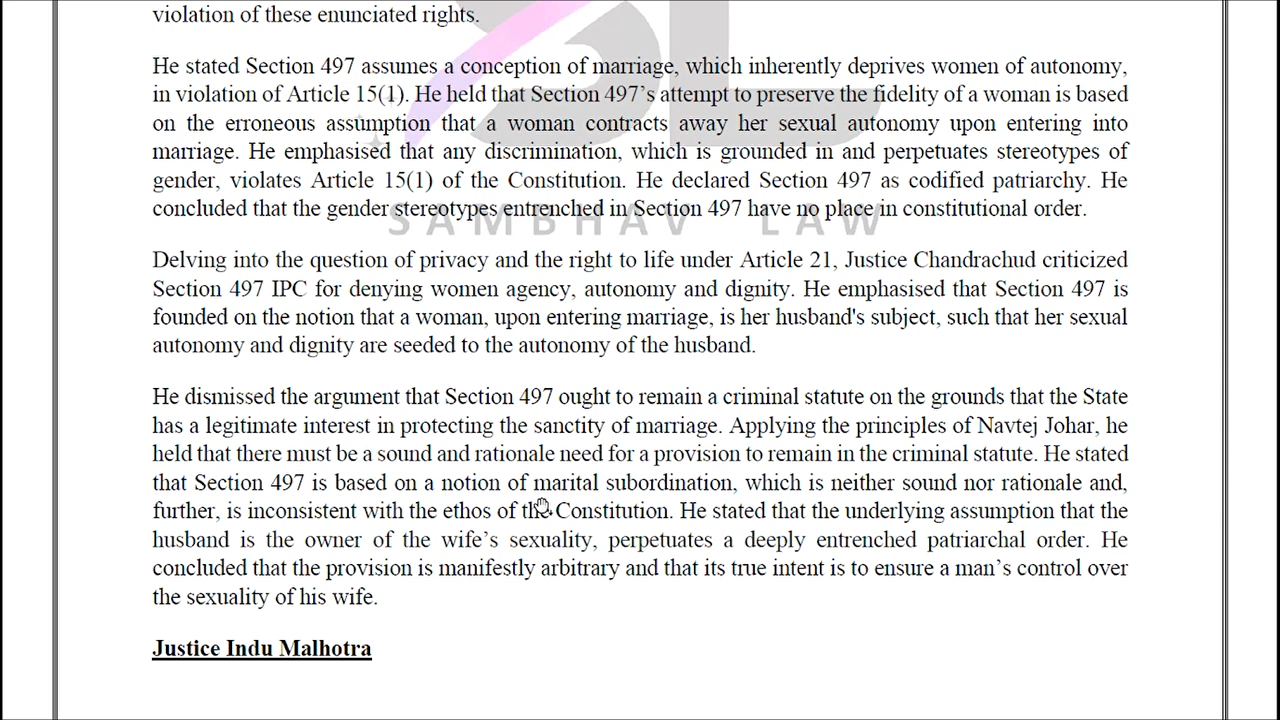 violation of these enunciated rights.
He stated Section 497 assumes a conception of marriage, which inherently deprives women of autonomy,
in violation of Article 15(1). He held that Section 497’s attempt to preserve the fidelity of a woman is based
on the erroneous assumption that a woman contracts away her sexual autonomy upon entering into
marriage. He emphasised that any discrimination, which is grounded in and perpetuates stereotypes of
gender, violates Article 15(1) of the Constitution. He declared Section 497 as codified patriarchy. He
concluded that the gender stereotypes entrenched in Section 497 have no place in constitutional order.
SAMBHAV LAW
Delving into the question of privacy and the right to life under Article 21, Justice Chandrachud criticized
Section 497 IPC for denying women agency, autonomy and dignity. He emphasised that Section 497 is
founded on the notion that a woman, upon entering marriage, is her husband's subject, such that her sexual
autonomy and dignity are seeded to the autonomy of the husband.
He dismissed the argument that Section 497 ought to remain a criminal statute on the grounds that the State
has a legitimate interest in protecting the sanctity of marriage. Applying the principles of Navtej Johar, he
held that there must be a sound and rationale need for a provision to remain in the criminal statute. He stated
that Section 497 is based on a notion of marital subordination, which is neither sound nor rationale and,
further, is inconsistent with the ethos of the Constitution. He stated that the underlying assumption that the
husband is the owner of the wife’s sexuality, perpetuates a deeply entrenched patriarchal order. He
concluded that the provision is manifestly arbitrary and that its true intent is to ensure a man’s control over
the sexuality of his wife.
Justice Indu Malhotra